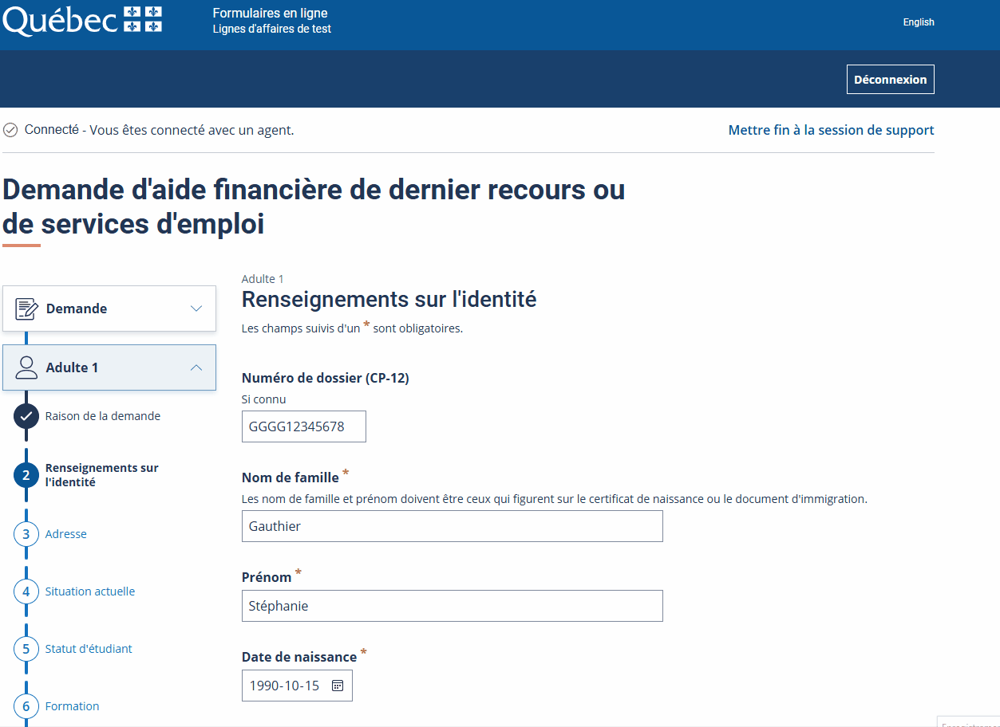 Québec
Formulaires en ligne
Lignes d'affaires de test
English
Déconnexion
Connecté - Vous êtes connecté avec un agent.
Mettre fin à la session de support
Demande d'aide financière de dernier recours ou
de services d'emploi
Demande
Adulte 1
Raison de la demande
2
Renseignements sur
l'identité
3
Adresse
4
Situation actuelle
5
Statut d'étudiant
6
Formation
Adulte 1
Renseignements sur l'identité
Les champs suivis d'un * sont obligatoires.
Numéro de dossier (CP-12)
Si connu
GGGG12345678
Nom de famille *
Les nom de famille et prénom doivent être ceux qui figurent sur le certificat de naissance ou le document d'immigration.
Gauthier
Prénom *
Stéphanie
Date de naissance *
1990-10-15